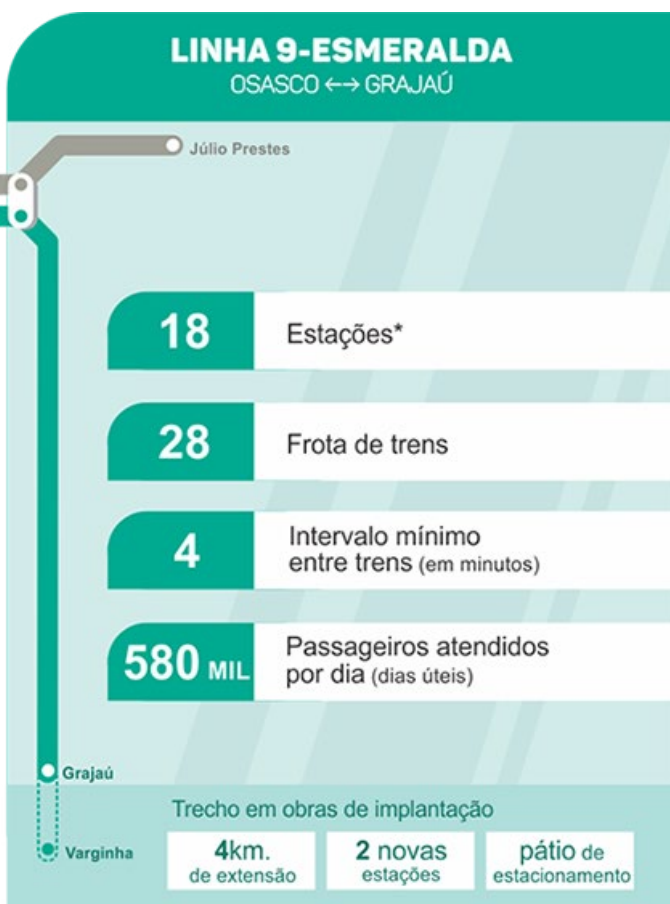 LINHA 9-ESMERALDA
OSASCO ←→ GRAJAÚ
Júlio Prestes
18
Estações*
28
Frota de trens
4
Intervalo mínimo
entre trens (em minutos)
580 MIL
Passageiros atendidos
por dia (dias úteis)
Grajaú
Varginha
Trecho em obras de implantação
4km.
de extensão
2 novas
estações
pátio de
estacionamento